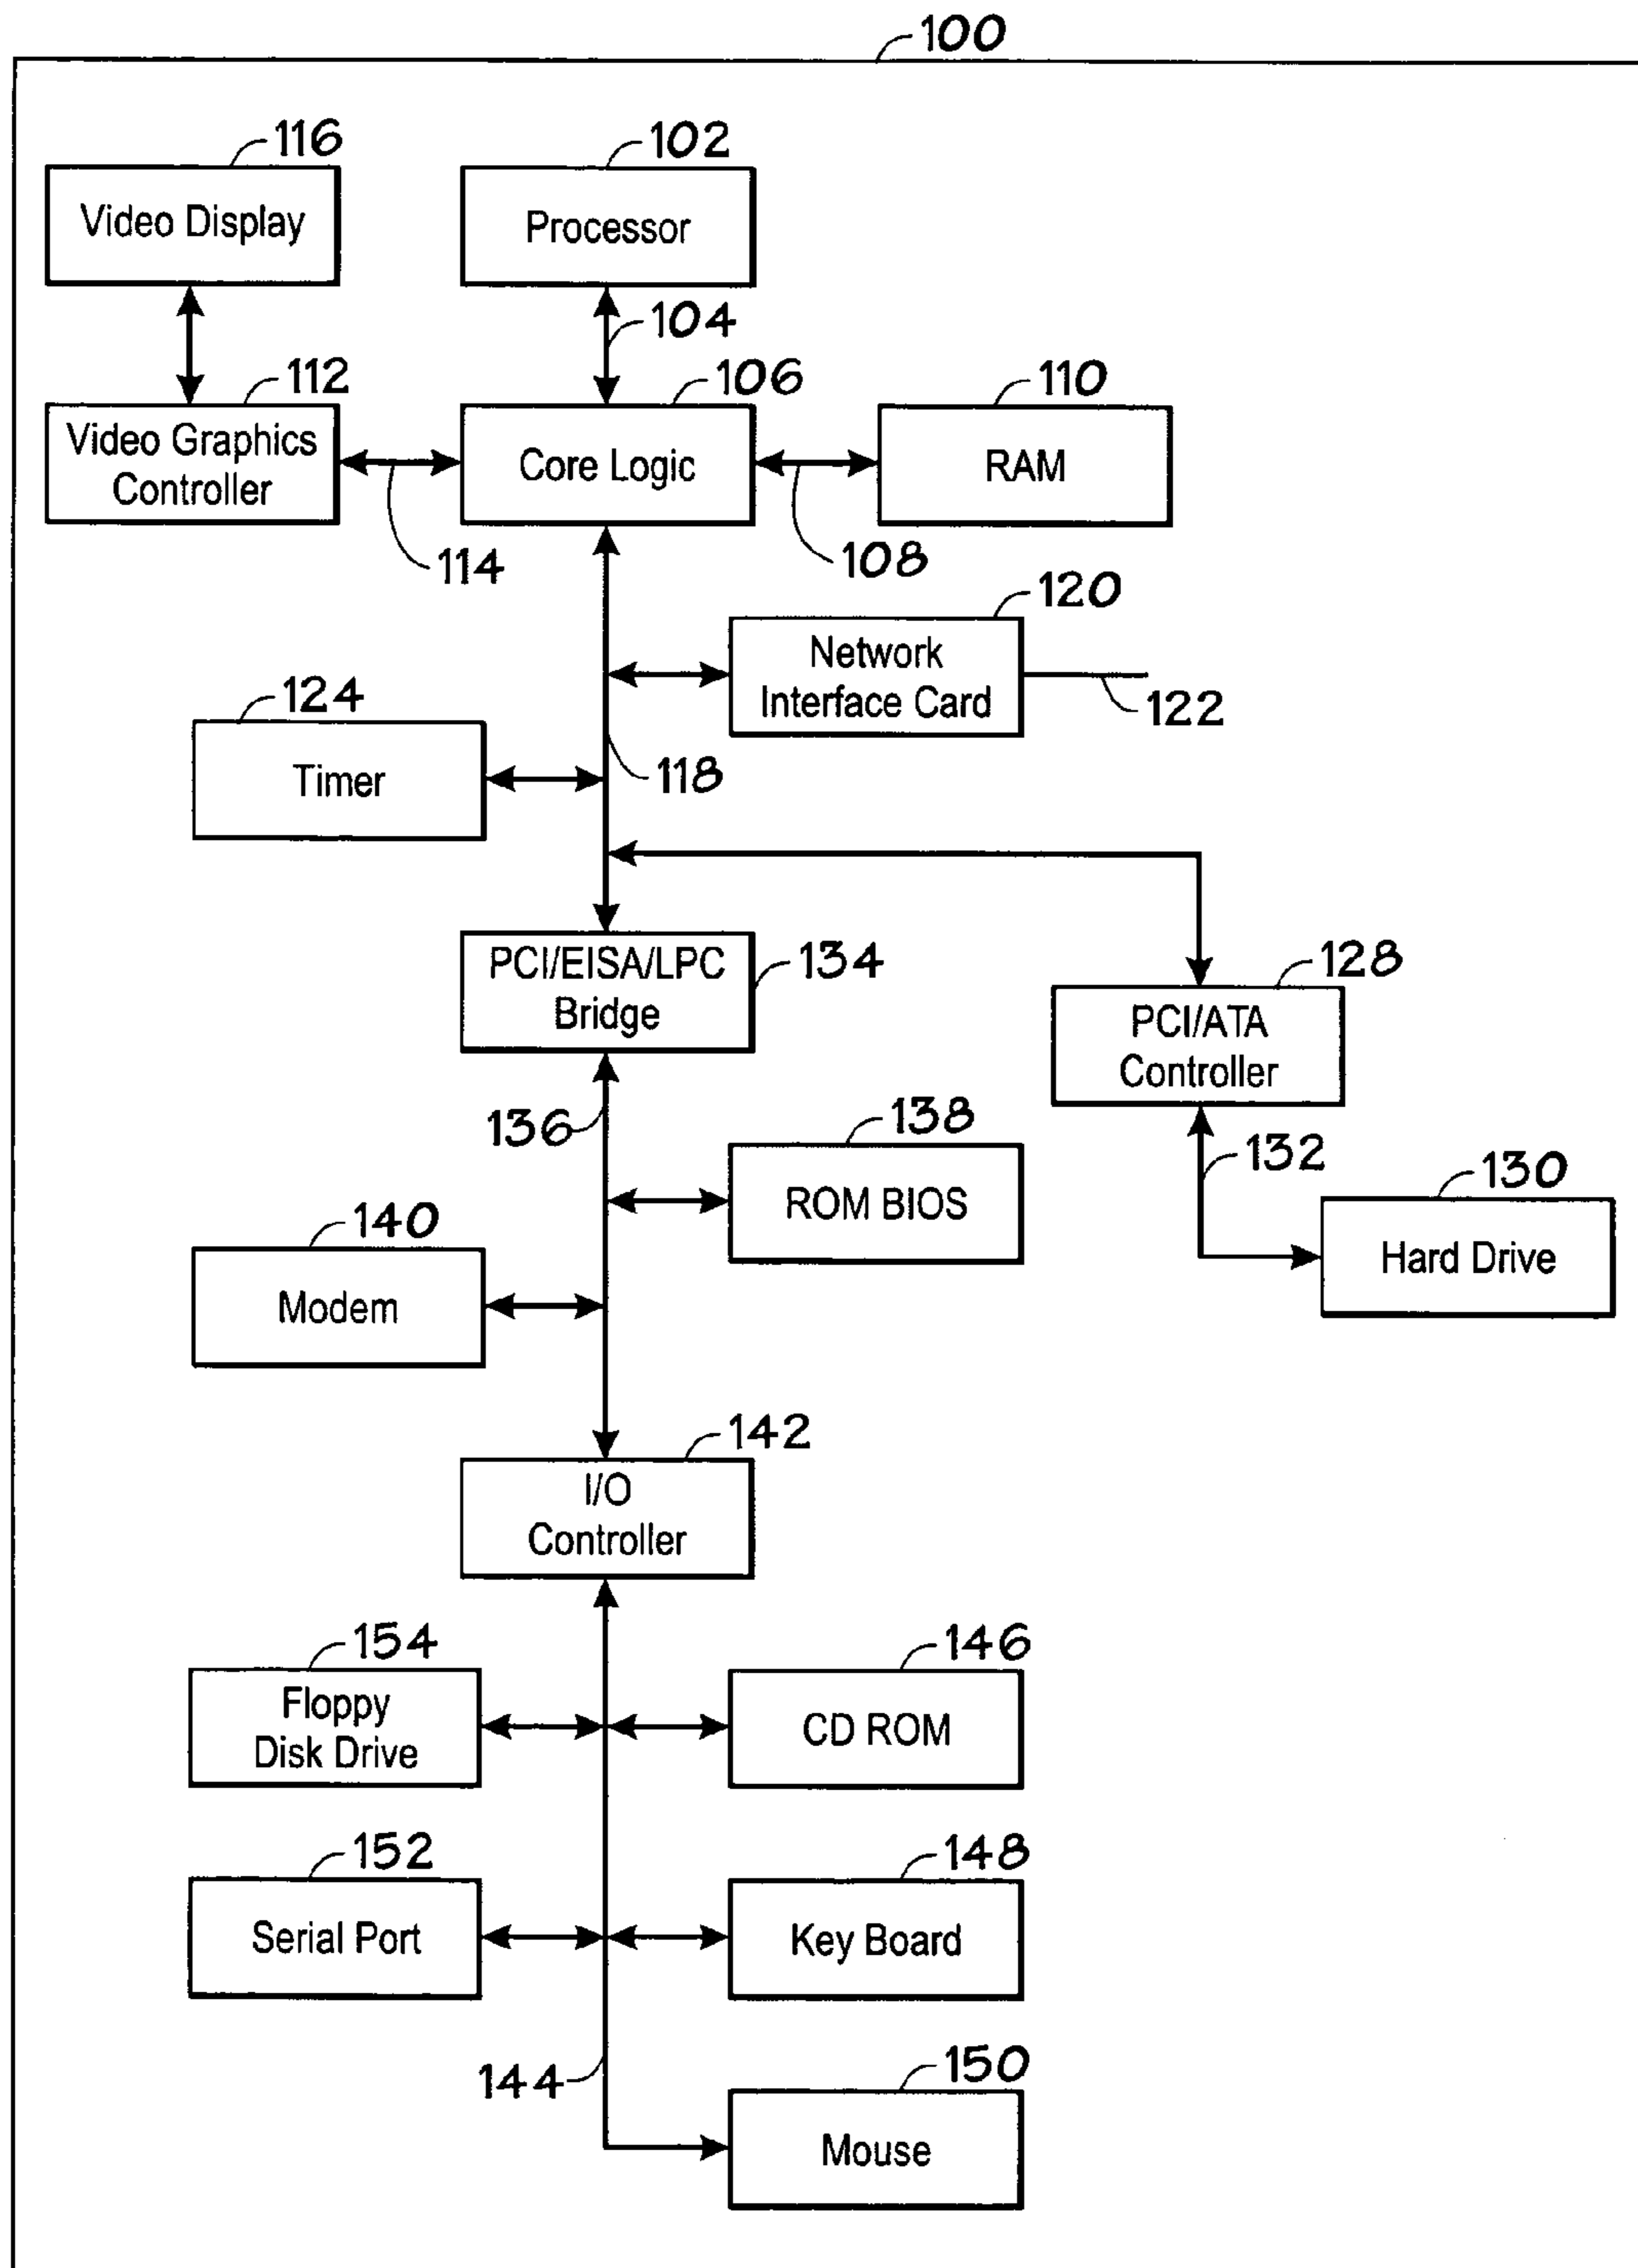 100
116
Video Display
102
Processor
104
112
Video Graphics
Controller
106
Core Logic
110
RAM
114
108
120
Network
Interface Card
122
124
Timer
118
PCI/EISA/LPC
Bridge
134
128
PCI/ATA
Controller
136
138
ROM BIOS
132
130
Hard Drive
140
Modem
142
I/O
Controller
154
Floppy
Disk Drive
146
CD ROM
152
Serial Port
148
Key Board
144
150
Mouse